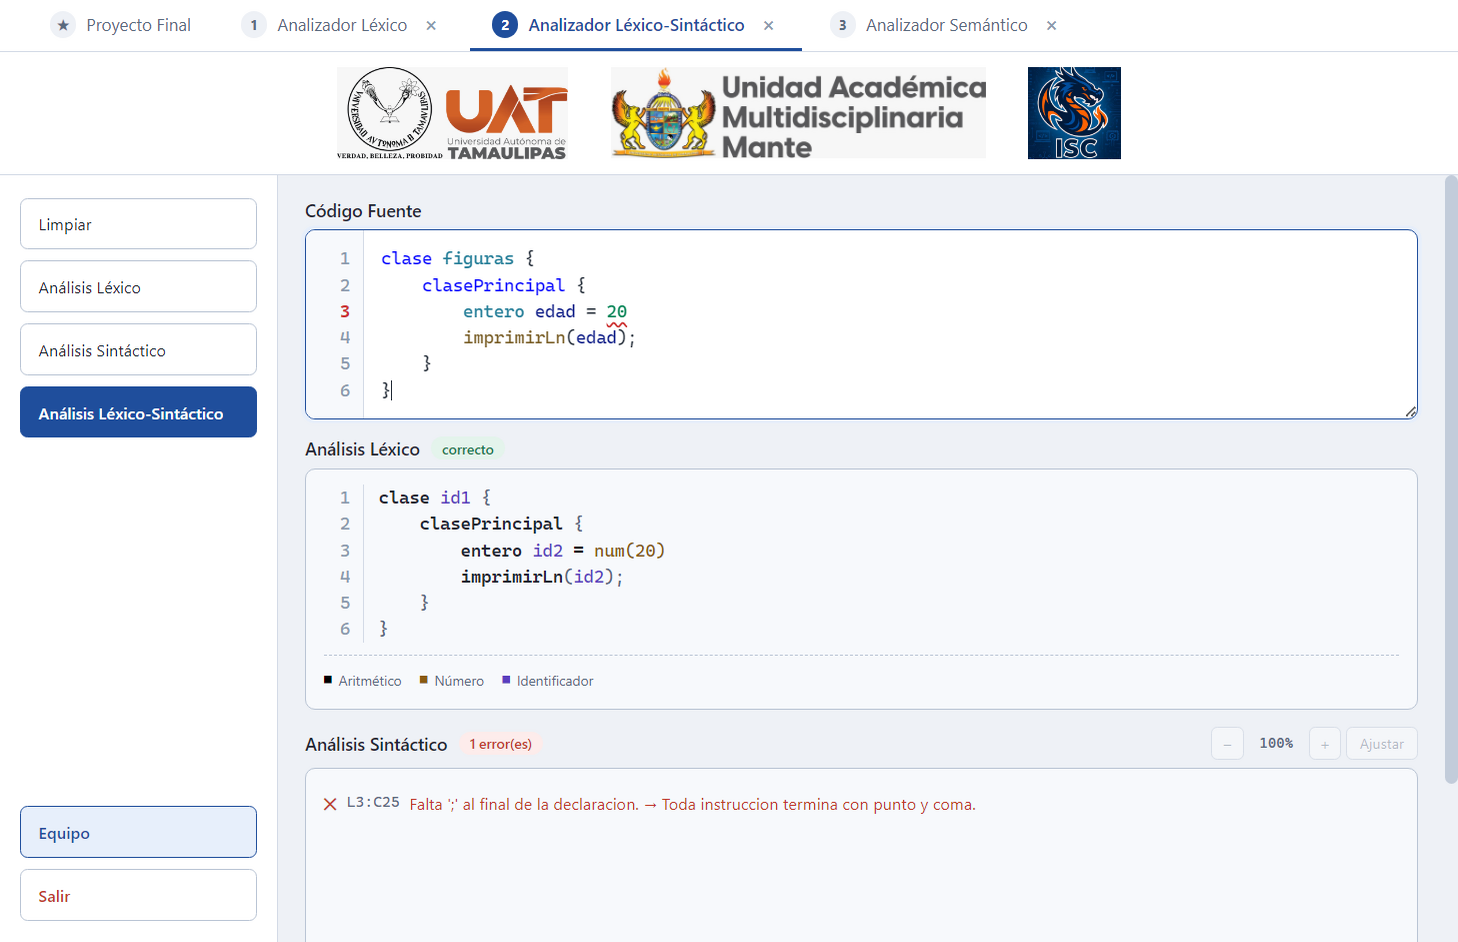 ★ Proyecto Final
1 Analizador Léxico ×
2 Analizador Léxico-Sintáctico ×
3 Analizador Semántico ×
UNIVERSIDAD AUTÓNOMA DE TAMAULIPAS
VERDAD, BELLEZA, PROBIDAD
UAT
Universidad Autónoma de
TAMAULIPAS
Unidad Académica
Multidisciplinaria
Mante
ISC
Limpiar
Análisis Léxico
Análisis Sintáctico
Análisis Léxico-Sintáctico
Equipo
Salir
Código Fuente
1 clase figuras {
2 clasePrincipal {
3 entero edad = 20
4 imprimirLn(edad);
5 }
6 }
Análisis Léxico correcto
1 clase id1 {
2 clasePrincipal {
3 entero id2 = num(20)
4 imprimirLn(id2);
5 }
6 }
Aritmético Número Identificador
Análisis Sintáctico 1 error(es)
− 100% + Ajustar
✕ L3:C25 Falta ';' al final de la declaracion. → Toda instruccion termina con punto y coma.